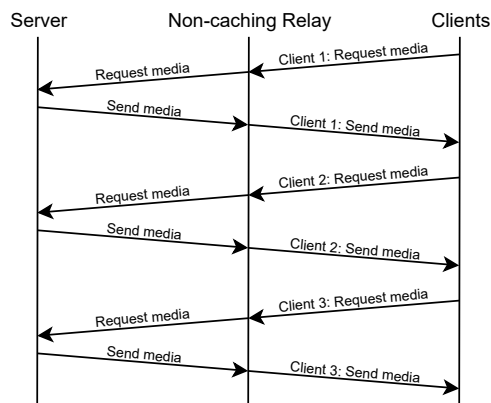 Server Non-caching Relay Clients
Client 1: Request media
Request media
Send media
Client 1: Send media
Client 2: Request media
Request media
Send media
Client 2: Send media
Client 3: Request media
Request media
Send media
Client 3: Send media